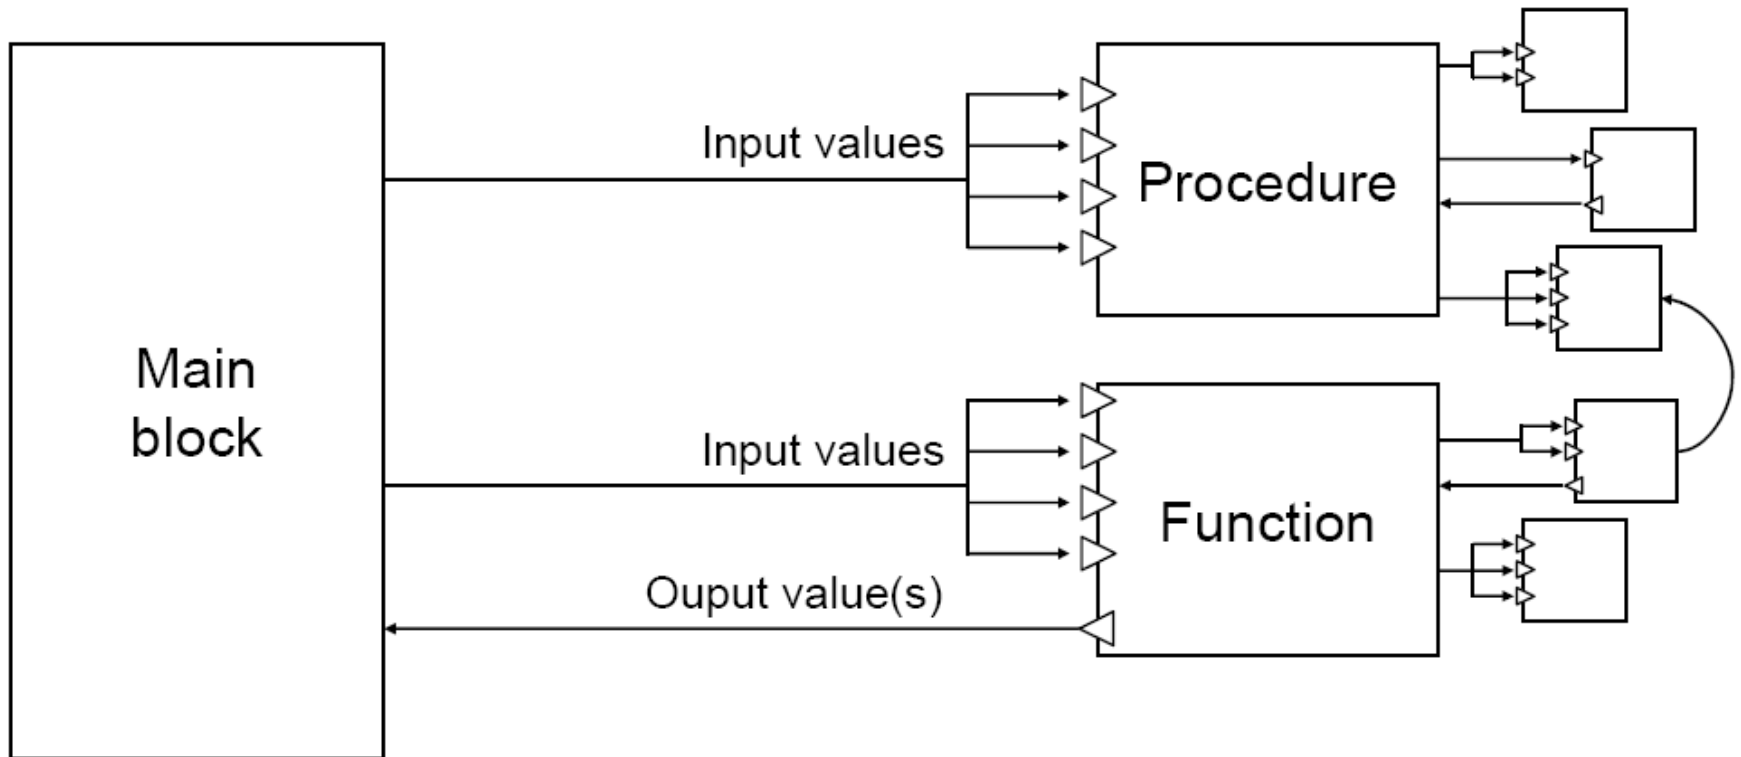 Input values
Procedure
Main
block
Input values
Function
Ouput value(s)